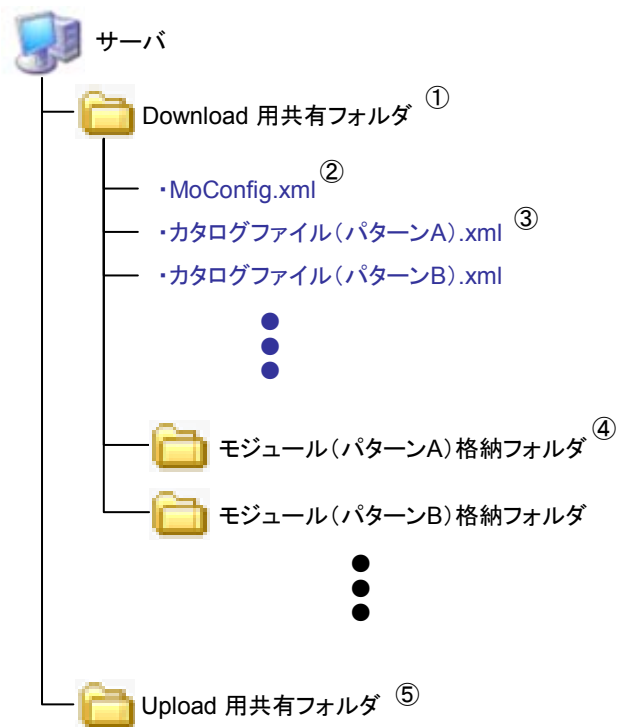 サーバ
Download 用共有フォルダ ①
・MoConfig.xml ②
・カタログファイル（パターンA）.xml ③
・カタログファイル（パターンB）.xml
モジュール（パターンA）格納フォルダ ④
モジュール（パターンB）格納フォルダ
Upload 用共有フォルダ ⑤